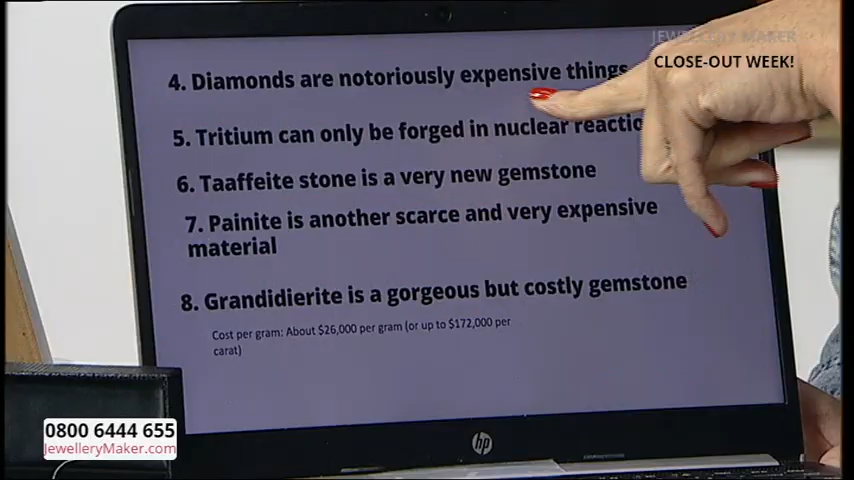 JEWELLERY MAKER
CLOSE-OUT WEEK!
4. Diamonds are notoriously expensive things
5. Tritium can only be forged in nuclear
6. Taaffeite stone is a very new gemstone
7. Painite is another scarce and very expensive
material
8. Grandidierite is a gorgeous but costly gemstone
Cost per gram: About $26,000 per gram (or up to $172,000 per
carat)
hp
0800 6444 655
JewelleryMaker.com